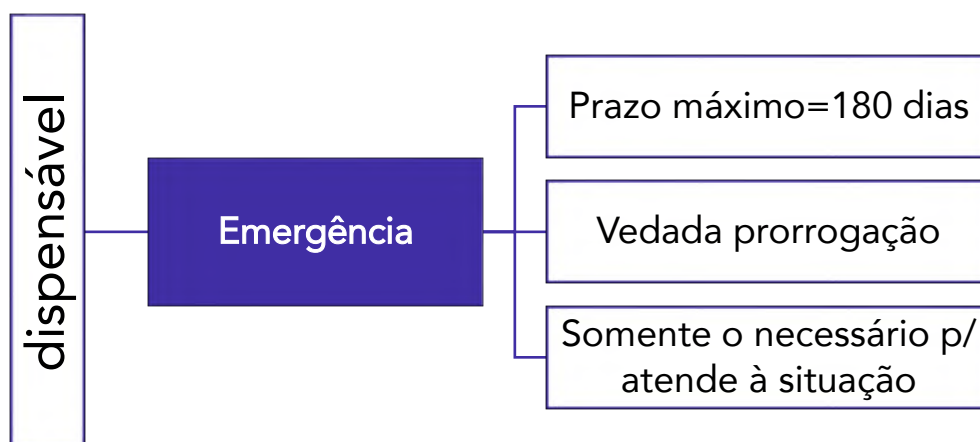 dispensável
Emergência
Prazo máximo=180 dias
Vedada prorrogação
Somente o necessário p/
atende à situação